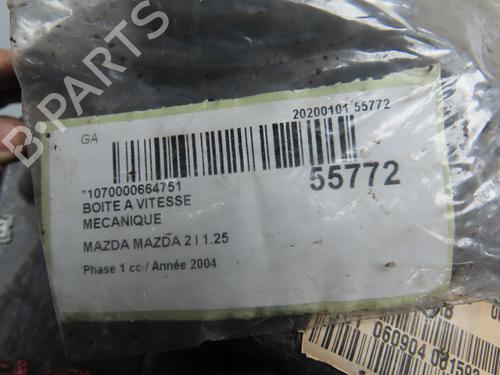 B-PARTS
GA
20200101 55772
*1070000664751
55772
BOITE A VITESSE
MECANIQUE
MAZDA MAZDA 2 I 1.25
Phase 1 cc / Année 2004
060904